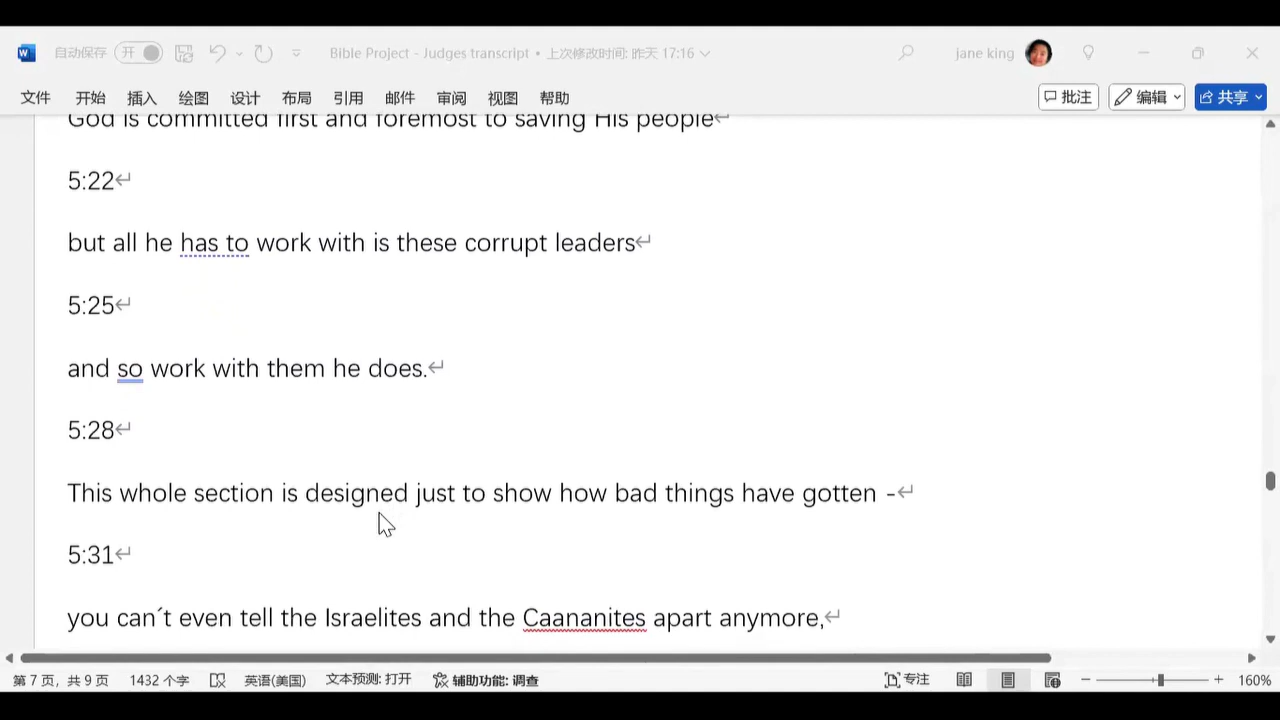 自动保存 开 Bible Project - Judges transcript • 上次修改时间: 昨天 17:16 jane king
文件 开始 插入 绘图 设计 布局 引用 邮件 审阅 视图 帮助 批注 编辑 共享
God is committed first and foremost to saving His people
5:22
but all he has to work with is these corrupt leaders
5:25
and so work with them he does.
5:28
This whole section is designed just to show how bad things have gotten -
5:31
you can´t even tell the Israelites and the Caananites apart anymore,
第 7 页，共 9 页 1432 个字 英语(美国) 文本预测: 打开 辅助功能: 调查 专注 160%